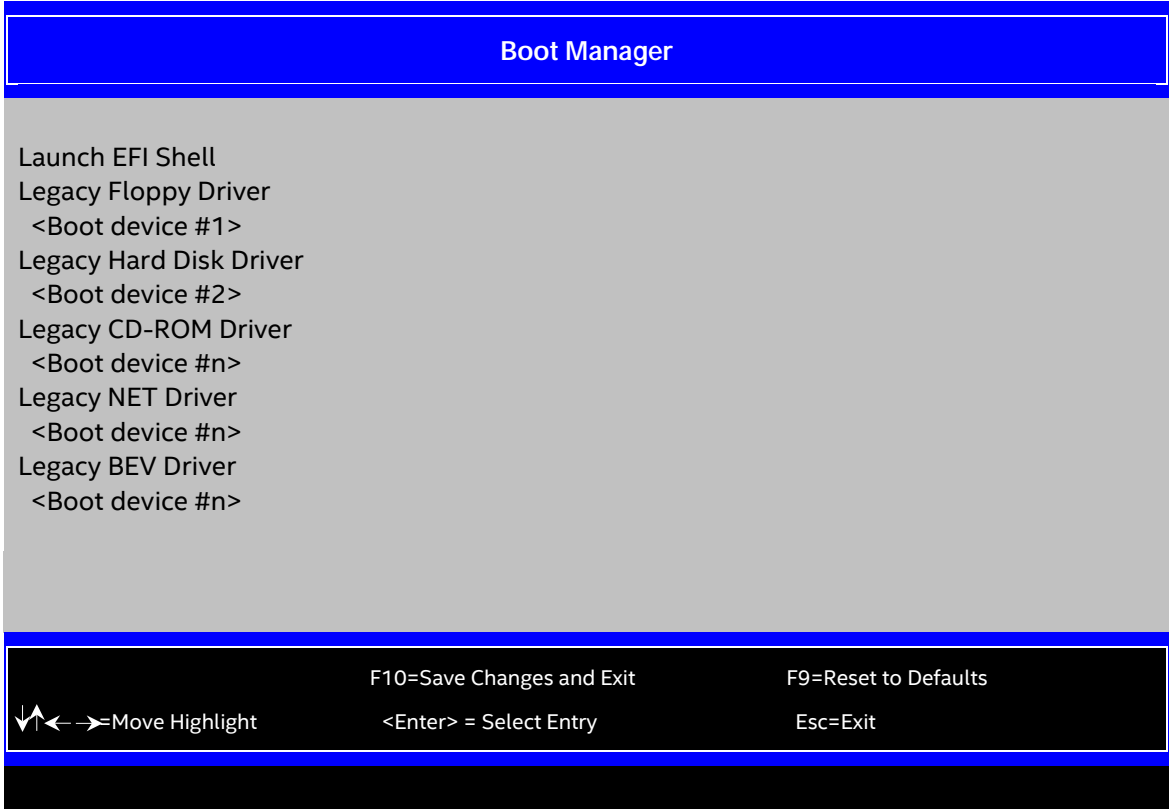 Boot Manager
Launch EFI Shell
Legacy Floppy Driver
<Boot device #1>
Legacy Hard Disk Driver
<Boot device #2>
Legacy CD-ROM Driver
<Boot device #n>
Legacy NET Driver
<Boot device #n>
Legacy BEV Driver
<Boot device #n>
F10=Save Changes and Exit F9=Reset to Defaults
↓↑←→=Move Highlight <Enter> = Select Entry Esc=Exit